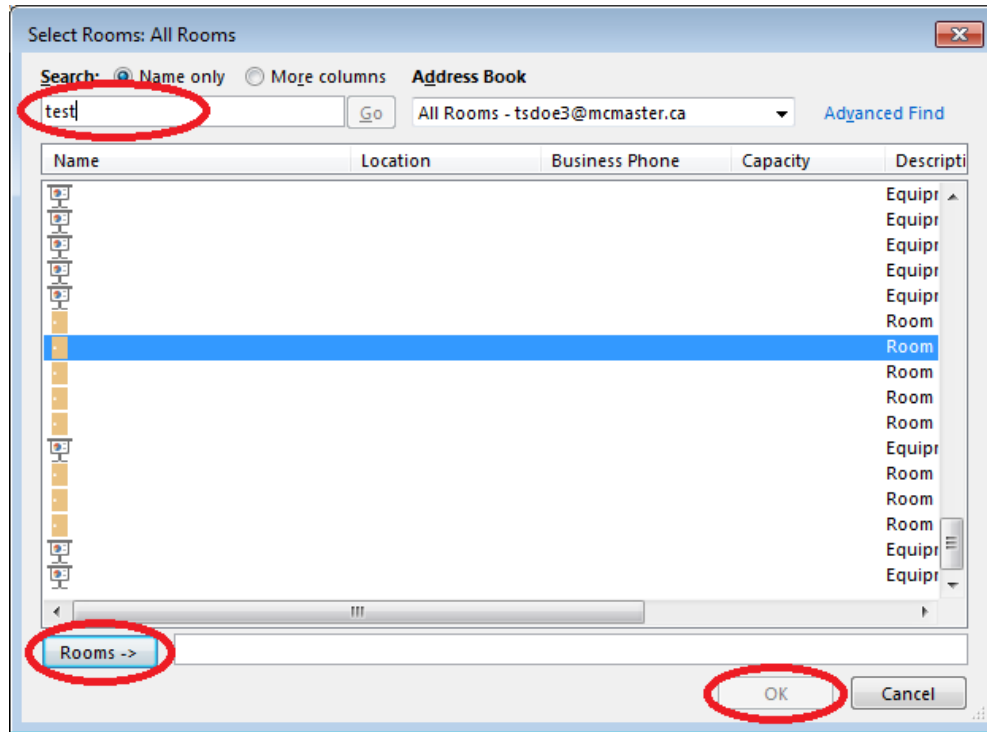 Select Rooms: All Rooms
Search: Name only More columns Address Book
test Go All Rooms - tsdoe3@mcmaster.ca Advanced Find
Name Location Business Phone Capacity Descripti
Equipr
Equipr
Equipr
Equipr
Equipr
Room
Room
Room
Room
Room
Equipr
Room
Room
Room
Equipr
Equipr
Rooms ->
OK Cancel